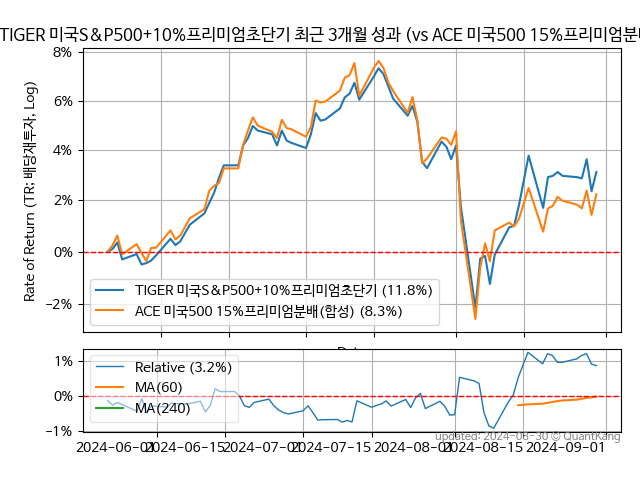 TIGER 미국S&P500+10%프리미엄초단기 최근 3개월 성과 (vs ACE 미국500 15%프리미엄분배
Rate of Return (TR: 배당재투자, Log)
8%
6%
4%
2%
0%
−2%
TIGER 미국S&P500+10%프리미엄초단기 (11.8%)
ACE 미국500 15%프리미엄분배(합성) (8.3%)
1%
0%
−1%
Relative (3.2%)
MA(60)
MA(240)
updated: 2024-08-30 © QuantKang
2024-06-01 2024-06-15 2024-07-01 2024-07-15 2024-08-01 2024-08-15 2024-09-01